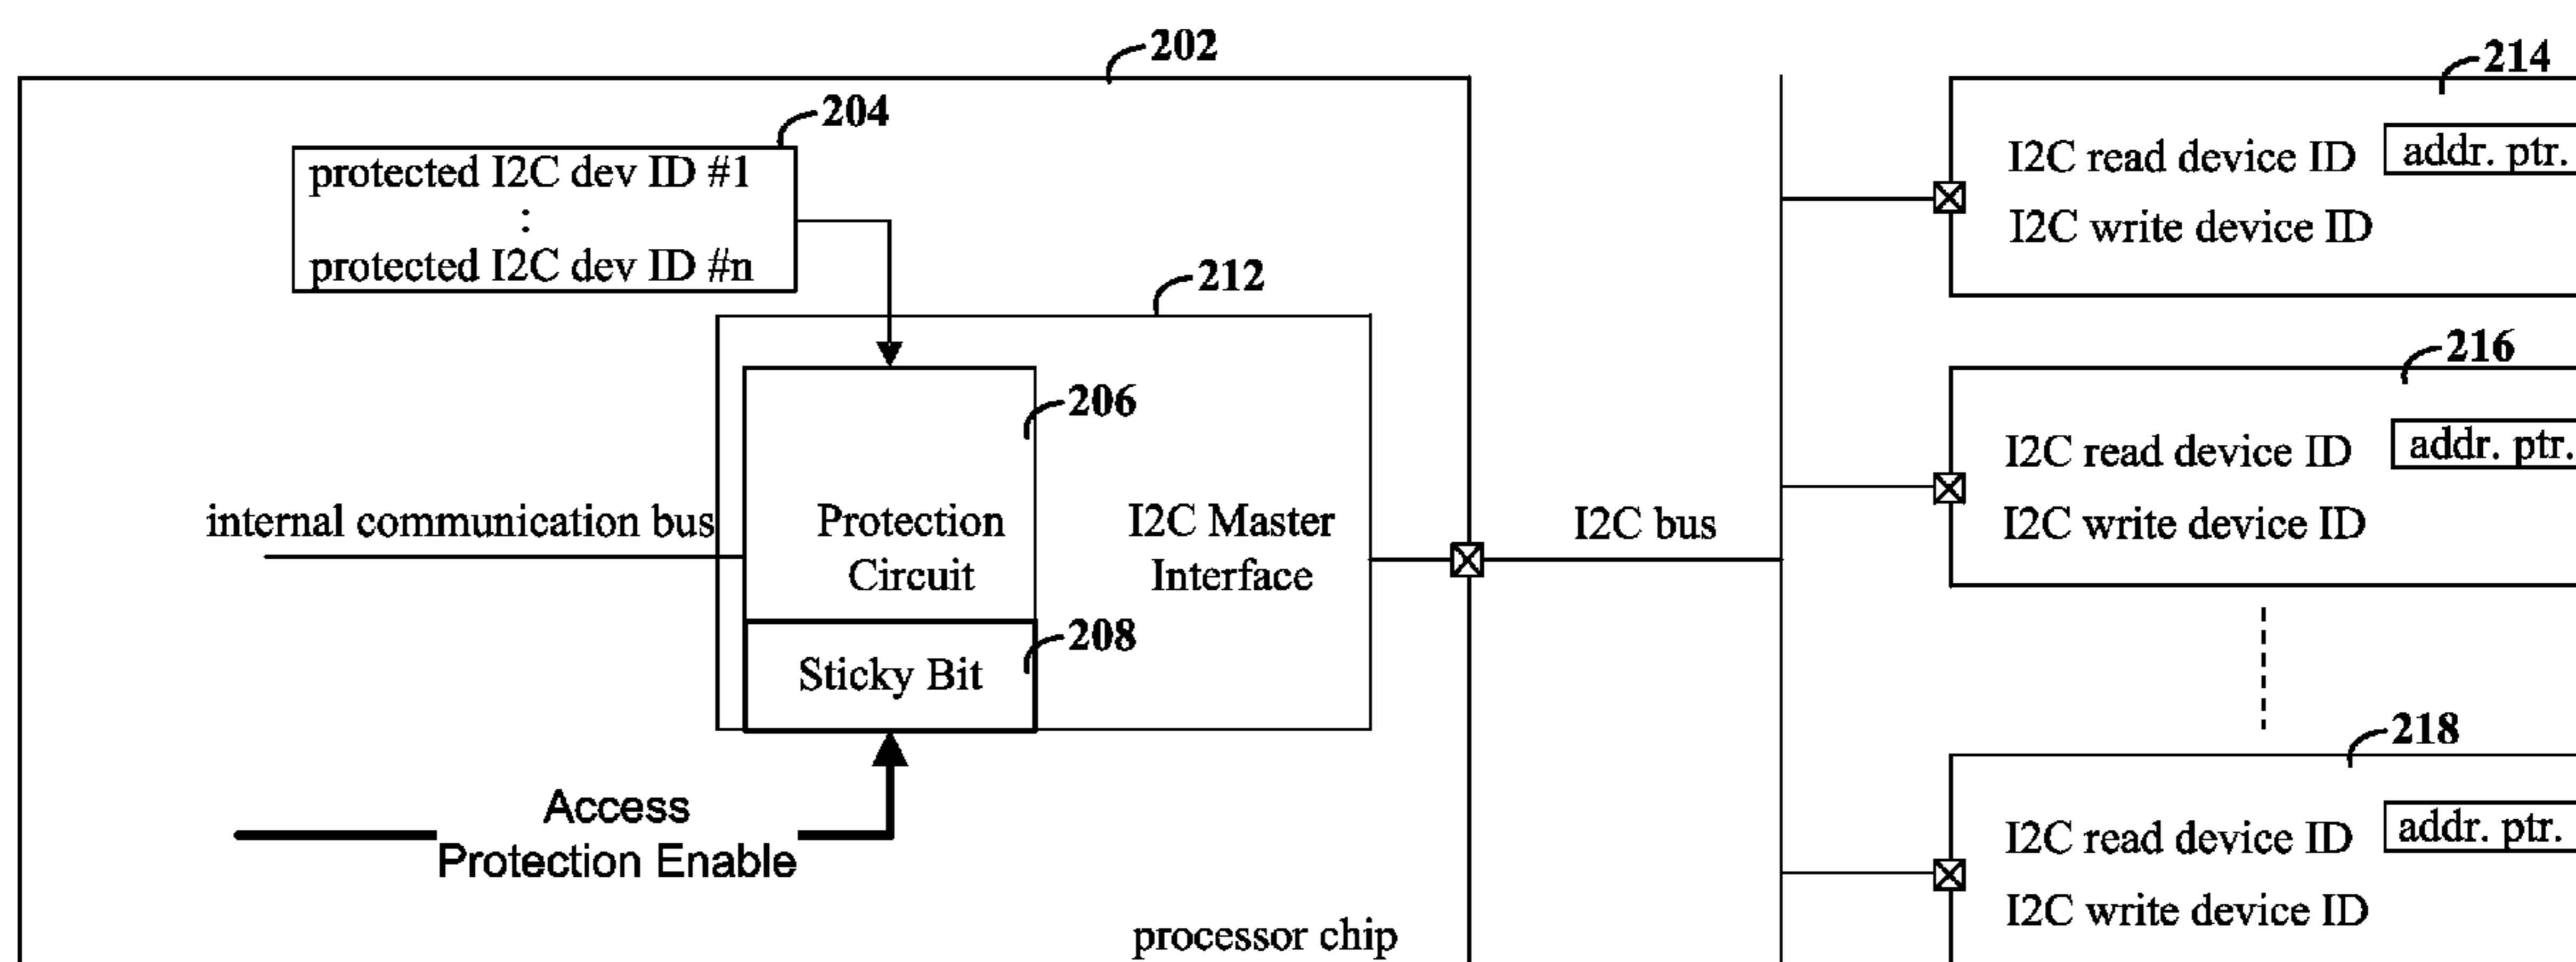 202
204
protected I2C dev ID #1
:
protected I2C dev ID #n
212
206
internal communication bus
Protection
Circuit
I2C Master
Interface
208
Sticky Bit
Access
Protection Enable
processor chip
I2C bus
214
I2C read device ID
addr. ptr.
I2C write device ID
216
I2C read device ID
addr. ptr.
I2C write device ID
218
I2C read device ID
addr. ptr.
I2C write device ID